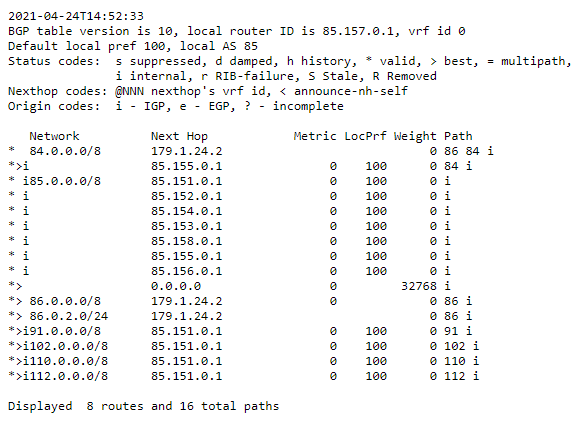 2021-04-24T14:52:33
BGP table version is 10, local router ID is 85.157.0.1, vrf id 0
Default local pref 100, local AS 85
Status codes:  s suppressed, d damped, h history, * valid, > best, = multipath,
               i internal, r RIB-failure, S Stale, R Removed
Nexthop codes: @NNN nexthop's vrf id, < announce-nh-self
Origin codes:  i - IGP, e - EGP, ? - incomplete

   Network          Next Hop            Metric LocPrf Weight Path
*  84.0.0.0/8       179.1.24.2                             0 86 84 i
*>i                 85.155.0.1               0    100      0 84 i
* i85.0.0.0/8       85.151.0.1               0    100      0 i
* i                 85.152.0.1               0    100      0 i
* i                 85.154.0.1               0    100      0 i
* i                 85.153.0.1               0    100      0 i
* i                 85.158.0.1               0    100      0 i
* i                 85.155.0.1               0    100      0 i
* i                 85.156.0.1               0    100      0 i
*>                  0.0.0.0                  0         32768 i
*> 86.0.0.0/8       179.1.24.2               0             0 86 i
*> 86.0.2.0/24      179.1.24.2                             0 86 i
*>i91.0.0.0/8       85.151.0.1               0    100      0 91 i
*>i102.0.0.0/8      85.151.0.1               0    100      0 102 i
*>i110.0.0.0/8      85.151.0.1               0    100      0 110 i
*>i112.0.0.0/8      85.151.0.1               0    100      0 112 i

Displayed  8 routes and 16 total paths